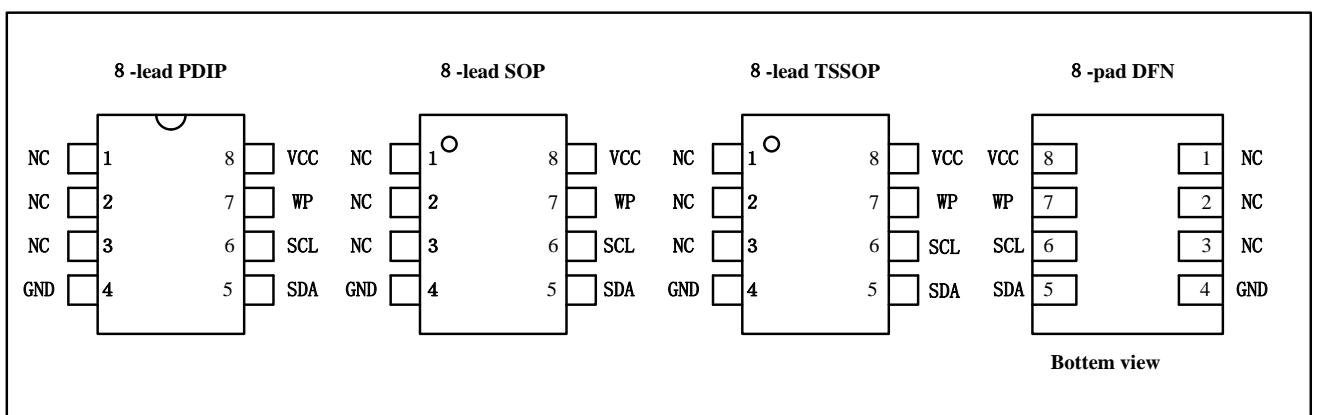 8-lead PDIP 8-lead SOP 8-lead TSSOP 8-pad DFN
NC 1 8 VCC NC 1 8 VCC NC 1 8 VCC VCC 8 1 NC
NC 2 7 WP NC 2 7 WP NC 2 7 WP WP 7 2 NC
NC 3 6 SCL NC 3 6 SCL NC 3 6 SCL SCL 6 3 NC
GND 4 5 SDA GND 4 5 SDA GND 4 5 SDA SDA 5 4 GND
Bottem view